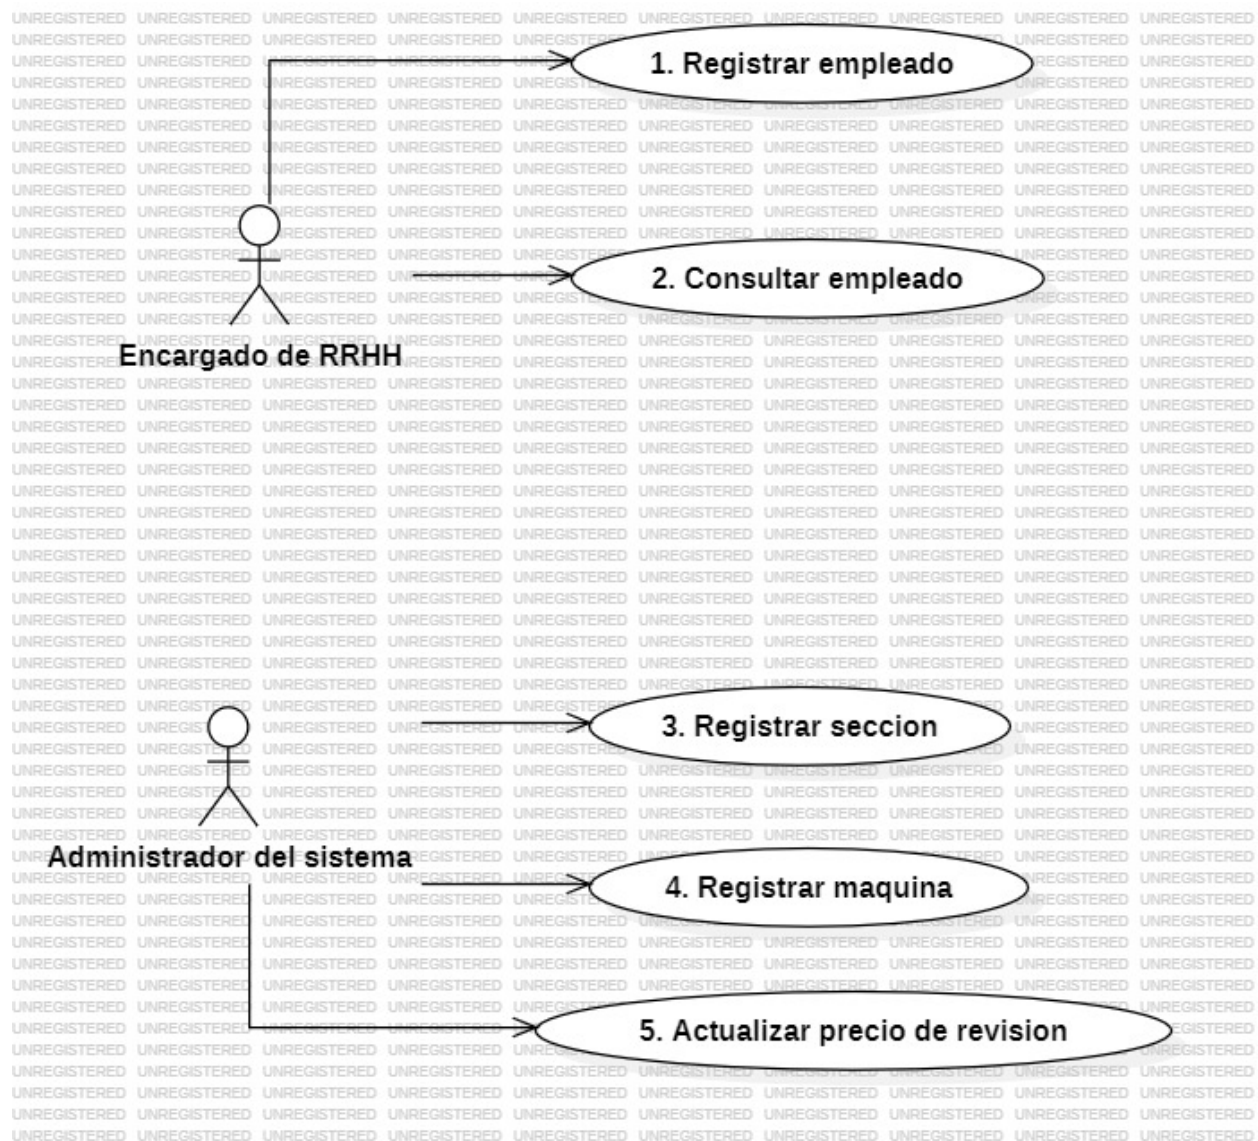 1. Registrar empleado
2. Consultar empleado
Encargado de RRHH
3. Registrar seccion
Administrador del sistema
4. Registrar maquina
5. Actualizar precio de revision
UNREGISTERED